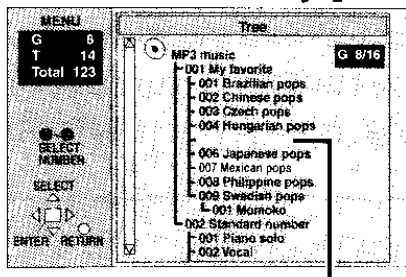 MENU
G 8
T 14
Total 123
SELECT
NUMBER
SELECT
ENTER RETURN
Tree
G 8/16
MP3 music
001 My favorite
001 Brazilian pops
002 Chinese pops
003 Czech pops
004 Hungarian pops
006 Japanese pops
007 Mexican pops
008 Philippine pops
009 Swedish pops
001 Momoko
002 Standard number
001 Piano solo
002 Vocal